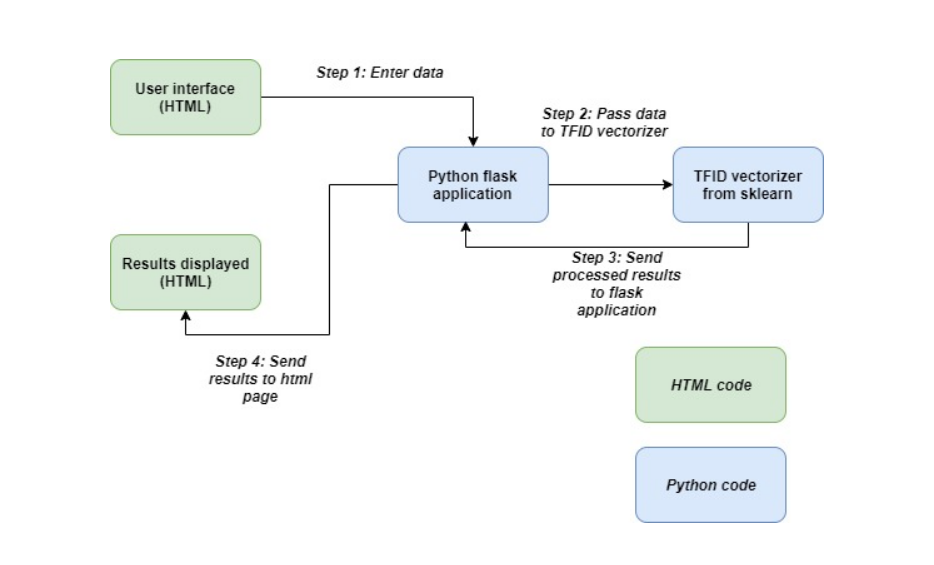 Step 1: Enter data
User interface
(HTML)
Step 2: Pass data
to TFID vectorizer
Python flask
application
TFID vectorizer
from sklearn
Results displayed
(HTML)
Step 3: Send
processed results
to flask
application
Step 4: Send
results to html
page
HTML code
Python code